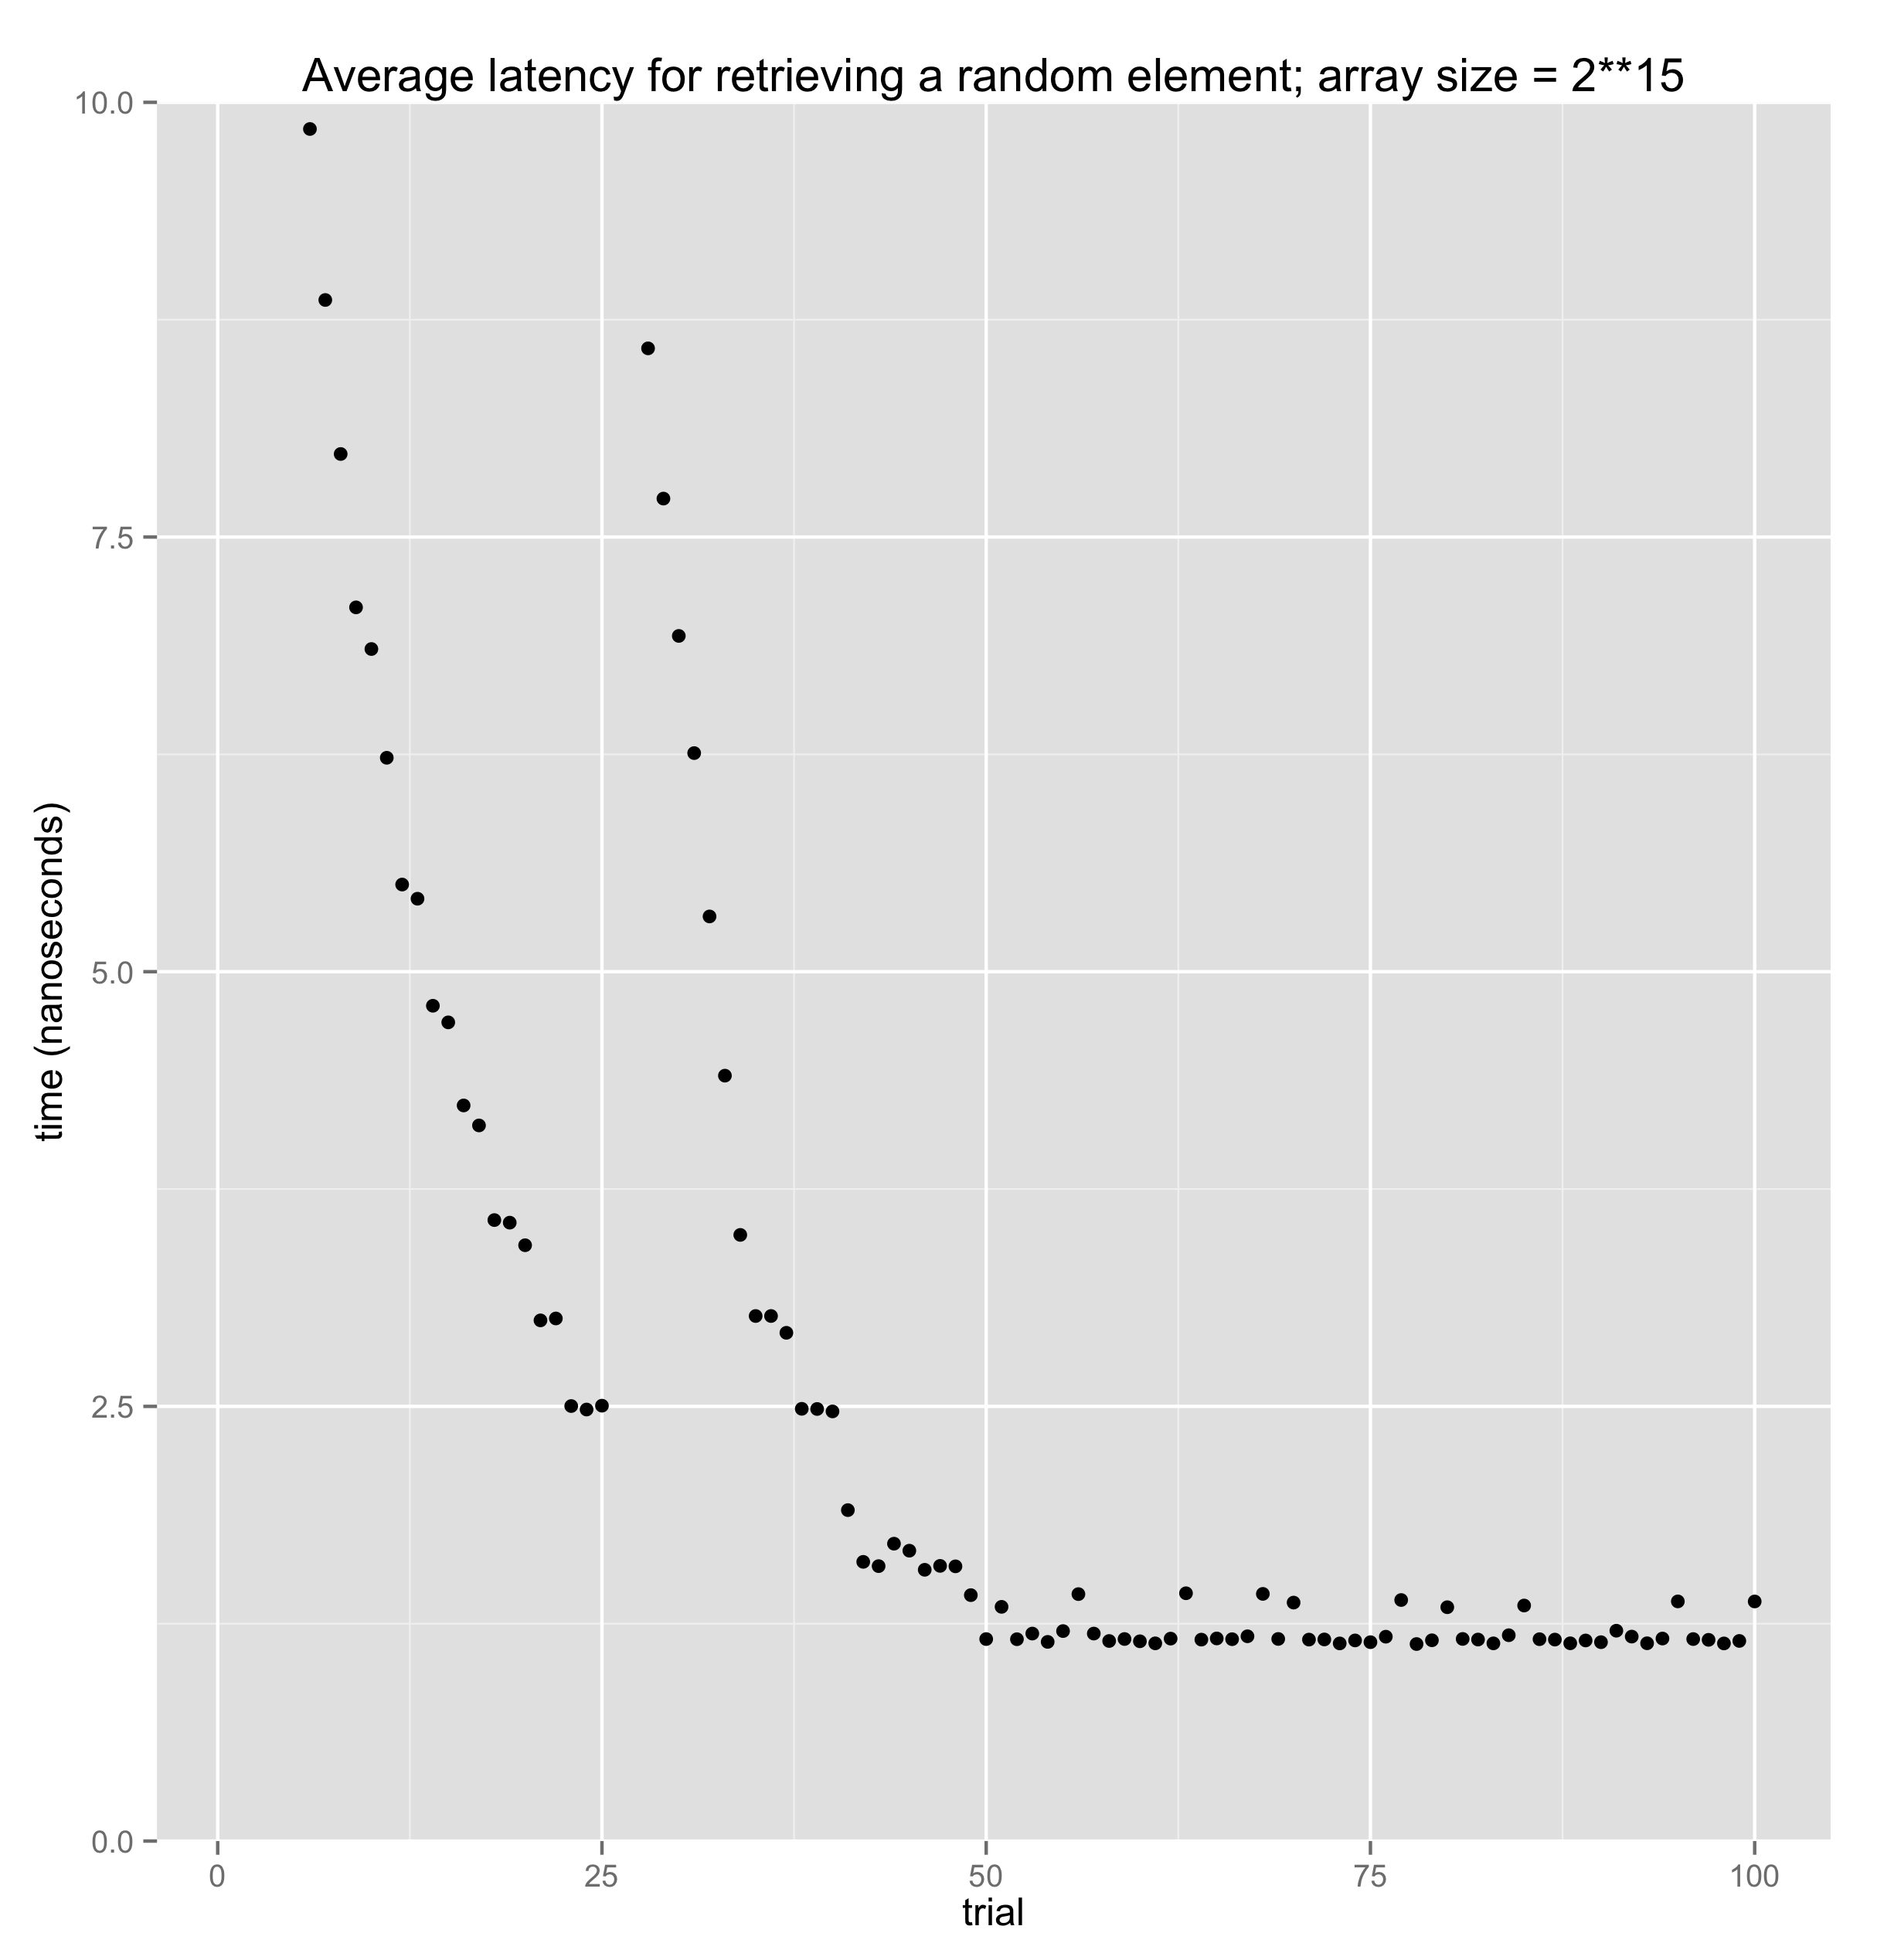 Average latency for retrieving a random element; array size = 2**15
10.0
7.5
5.0
2.5
0.0
time (nanoseconds)
0 25 50 75 100
trial